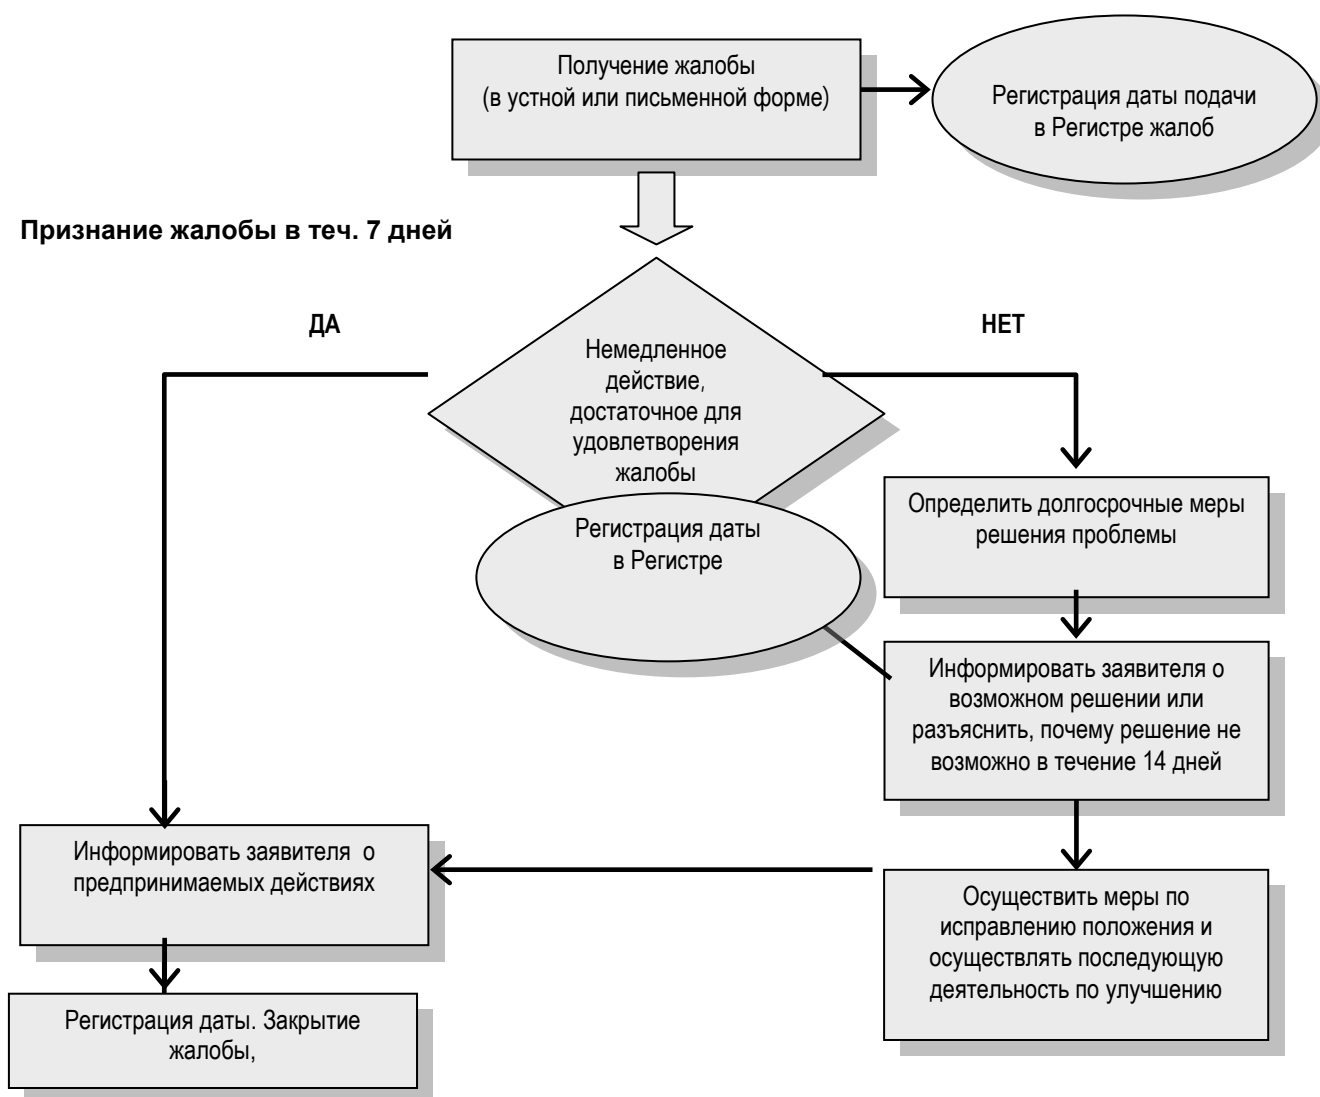 Получение жалобы
(в устной или письменной форме)
Регистрация даты подачи
в Регистре жалоб
Признание жалобы в теч. 7 дней
ДА
НЕТ
Немедленное
действие,
достаточное для
удовлетворения
жалобы
Регистрация даты
в Регистре
Определить долгосрочные меры
решения проблемы
Информировать заявителя о
возможном решении или
разъяснить, почему решение не
возможно в течение 14 дней
Информировать заявителя о
предпринимаемых действиях
Осуществить меры по
исправлению положения и
осуществлять последующую
деятельность по улучшению
Регистрация даты. Закрытие
жалобы,